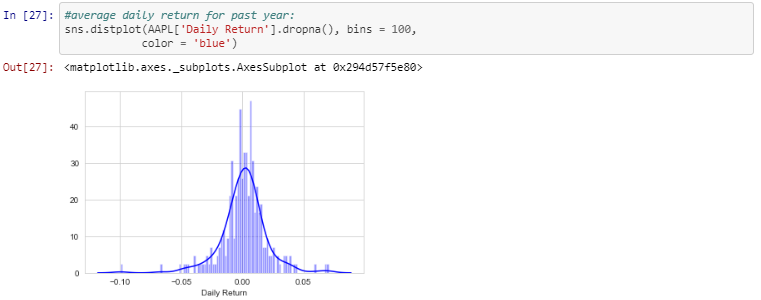 In [27]: #average daily return for past year:
sns.distplot(AAPL['Daily Return'].dropna(), bins = 100,
color = 'blue')
Out[27]: <matplotlib.axes._subplots.AxesSubplot at 0x294d57f5e80>
40
30
20
10
0
−0.10 −0.05 0.00 0.05
Daily Return